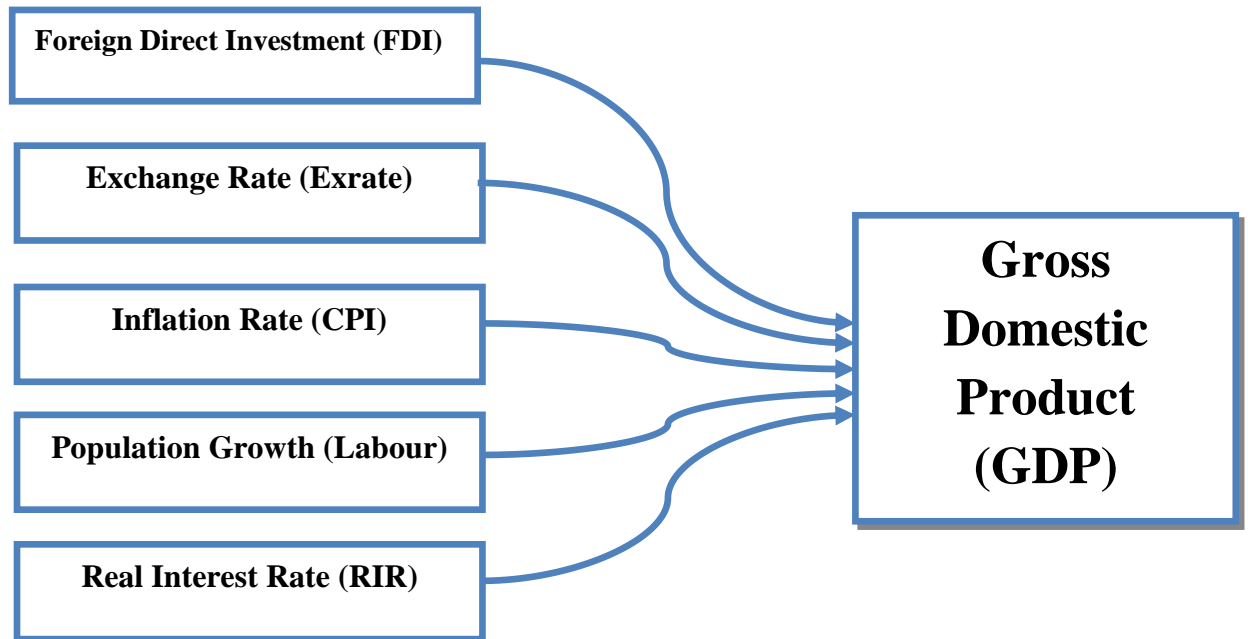 Foreign Direct Investment (FDI)
Exchange Rate (Exrate)
Inflation Rate (CPI)
Population Growth (Labour)
Real Interest Rate (RIR)
Gross
Domestic
Product
(GDP)